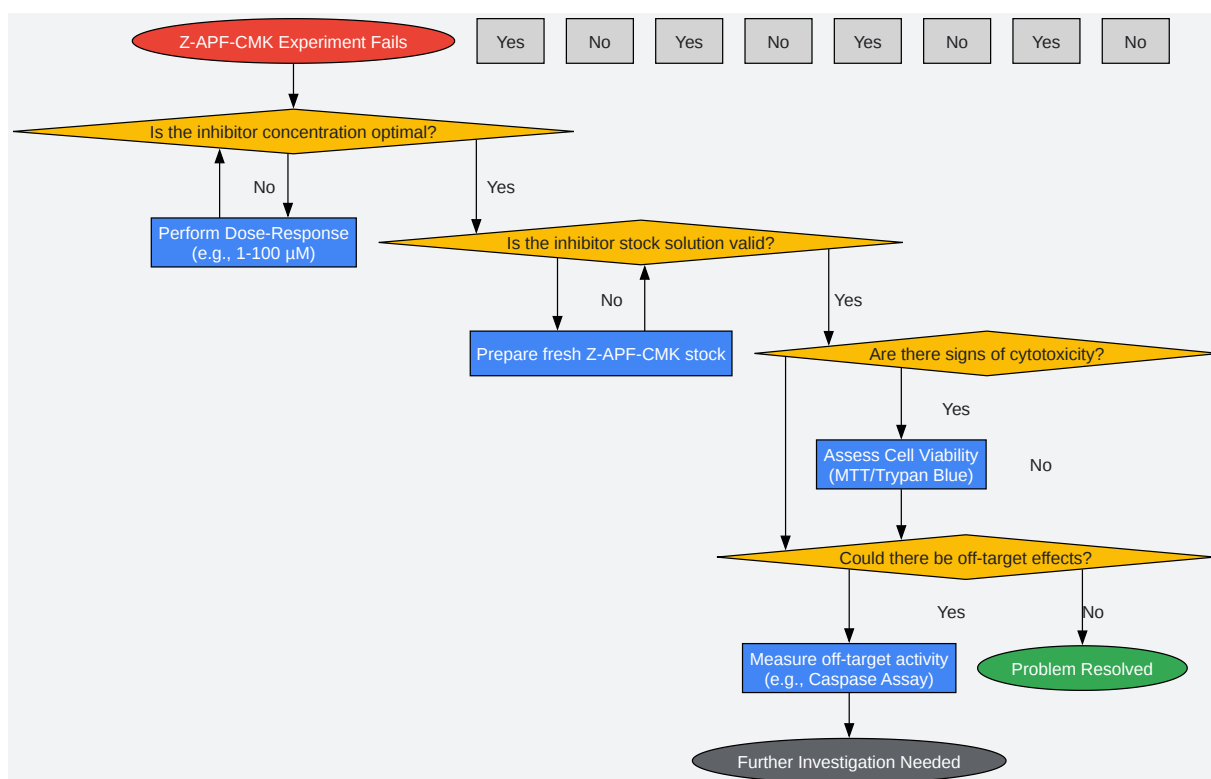 Z-APF-CMK Experiment Fails
Yes
No
Yes
No
Yes
No
Yes
No
Is the inhibitor concentration optimal?
No
Yes
Perform Dose-Response
(e.g., 1-100 µM)
Is the inhibitor stock solution valid?
No
Yes
Prepare fresh Z-APF-CMK stock
Are there signs of cytotoxicity?
Yes
Assess Cell Viability
(MTT/Trypan Blue)
No
Could there be off-target effects?
Yes
No
Measure off-target activity
(e.g., Caspase Assay)
Problem Resolved
Further Investigation Needed